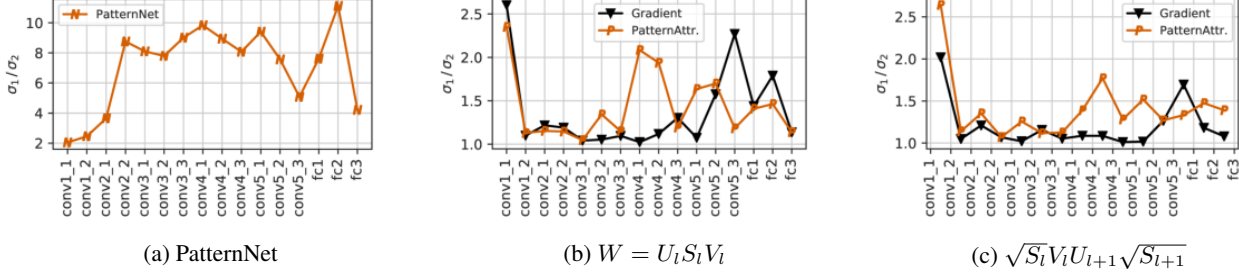 PatternNet
10
8
6
4
2
σ₁/σ₂
conv1_1
conv1_2
conv2_1
conv2_2
conv3_1
conv3_2
conv3_3
conv4_1
conv4_2
conv4_3
conv5_1
conv5_2
conv5_3
fc1
fc2
fc3
(a) PatternNet
Gradient
PatternAttr.
2.5
2.0
1.5
1.0
σ₁/σ₂
conv1_1
conv1_2
conv2_1
conv2_2
conv3_1
conv3_2
conv3_3
conv4_1
conv4_2
conv4_3
conv5_1
conv5_2
conv5_3
fc1
fc2
fc3
(b) W = UₗSₗVₗ
Gradient
PatternAttr.
2.5
2.0
1.5
1.0
σ₁/σ₂
conv1_1
conv1_2
conv2_1
conv2_2
conv3_1
conv3_2
conv3_3
conv4_1
conv4_2
conv4_3
conv5_1
conv5_2
conv5_3
fc1
fc2
fc3
(c) √Sₗ VₗUₗ₊₁√Sₗ₊₁